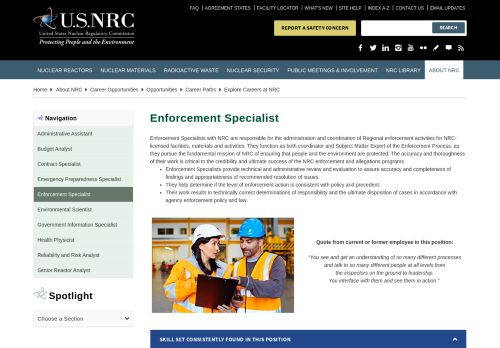 FAQ | AGREEMENT STATES | FACILITY LOCATOR | WHAT'S NEW | SITE HELP | INDEX A-Z | CONTACT US | EMAIL UPDATES
U.S.NRC
United States Nuclear Regulatory Commission
Protecting People and the Environment
REPORT A SAFETY CONCERN
SEARCH
NUCLEAR REACTORS NUCLEAR MATERIALS RADIOACTIVE WASTE NUCLEAR SECURITY PUBLIC MEETINGS & INVOLVEMENT NRC LIBRARY ABOUT NRC
Home About NRC Career Opportunities Opportunities Career Paths Explore Careers at NRC
Navigation
Administrative Assistant
Budget Analyst
Contract Specialist
Emergency Preparedness Specialist
Enforcement Specialist
Environmental Scientist
Government Information Specialist
Health Physicist
Reliability and Risk Analyst
Senior Reactor Analyst
Spotlight
Choose a Section
Enforcement Specialist
Enforcement Specialists with NRC are responsible for the administration and coordination of Regional enforcement activities for NRC-
licensed facilities, materials and activities. They function as both coordinator and Subject Matter Expert of the Enforcement Process, as
they pursue the fundamental mission of NRC of ensuring that people and the environment are protected. The accuracy and thoroughness
of their work is critical to the credibility and ultimate success of the NRC enforcement and allegations programs.
Enforcement Specialists provide technical and administrative review and evaluation to assure accuracy and completeness of
findings and appropriateness of recommended resolution of issues.
They help determine if the level of enforcement action is consistent with policy and precedent.
Their work results in technically correct determinations of responsibility and the ultimate disposition of cases in accordance with
agency enforcement policy and law.
Quote from current or former employee in this position:
"You see and get an understanding of so many different processes
and talk to so many different people at all levels from
the inspectors on the ground to leadership.
You interface with them and see them in action."
SKILL SET CONSISTENTLY FOUND IN THIS POSITION